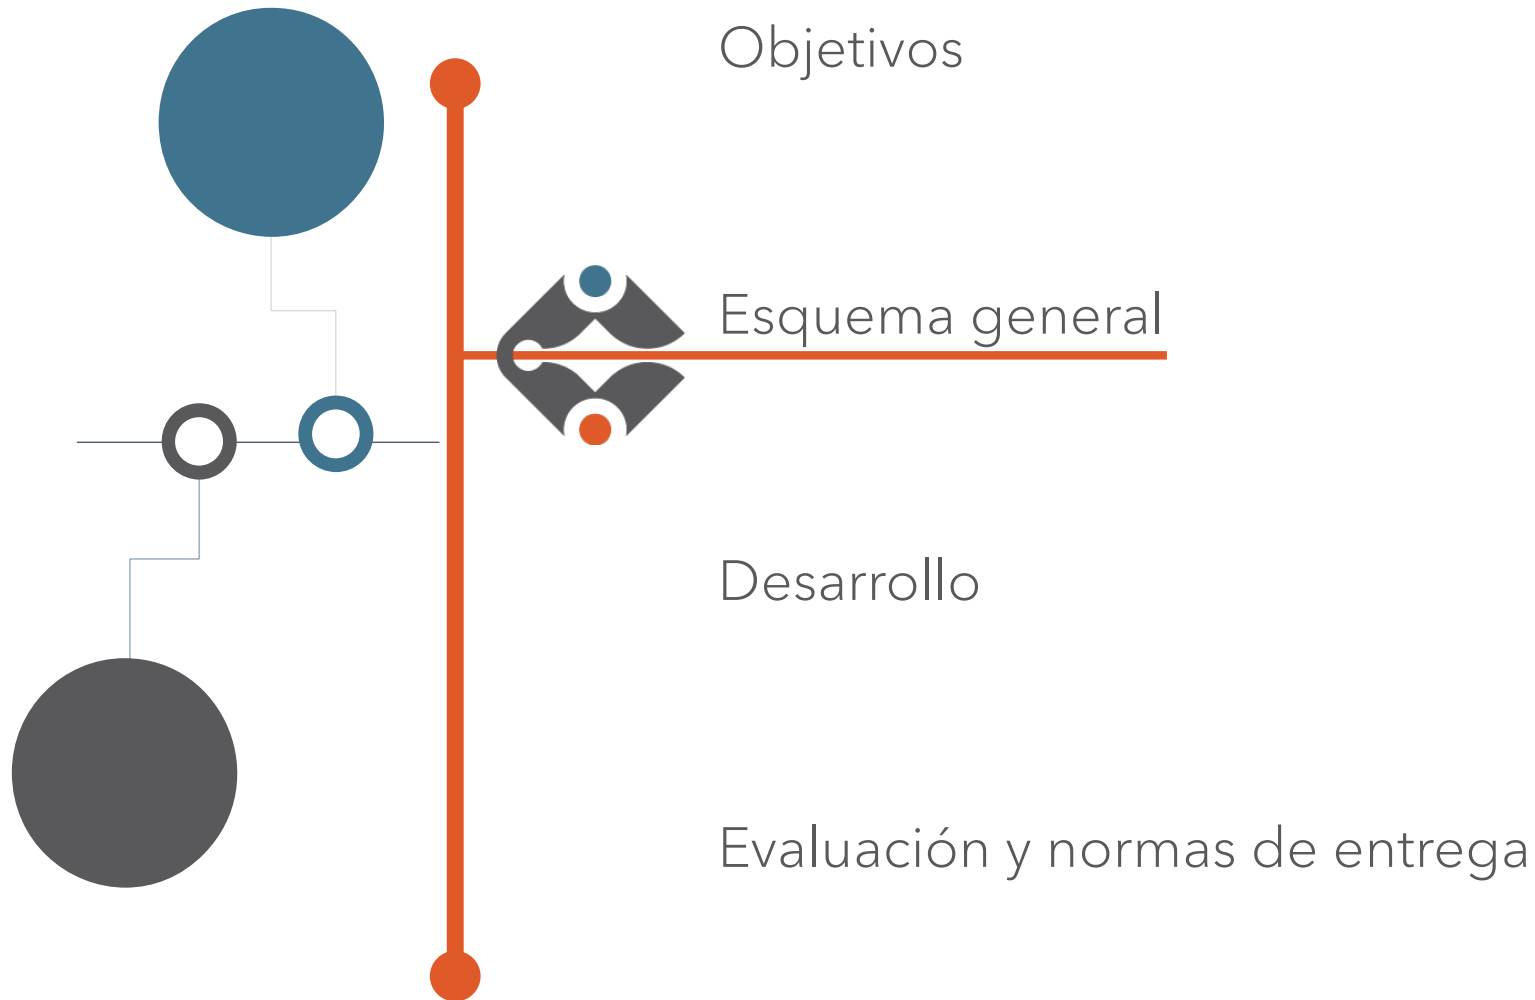 Objetivos
Esquema general
Desarrollo
Evaluación y normas de entrega